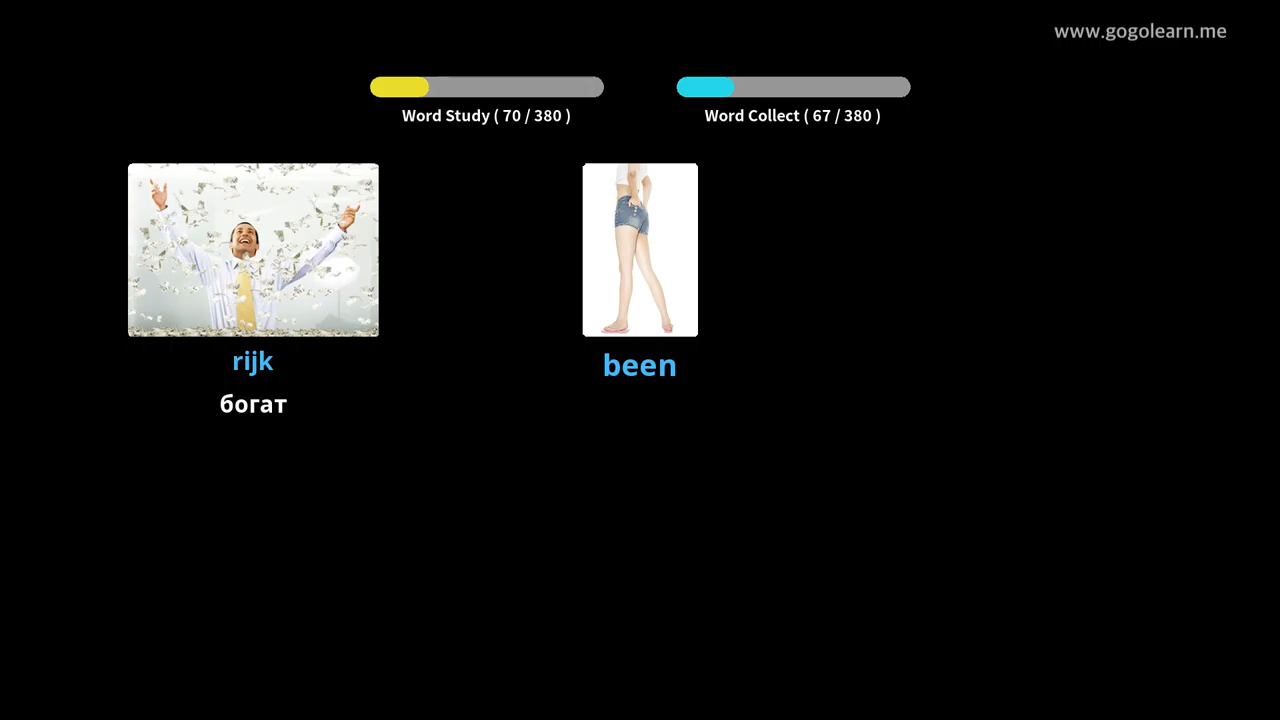 www.gogolearn.me
Word Study ( 70 / 380 )
Word Collect ( 67 / 380 )
rijk
богат
been